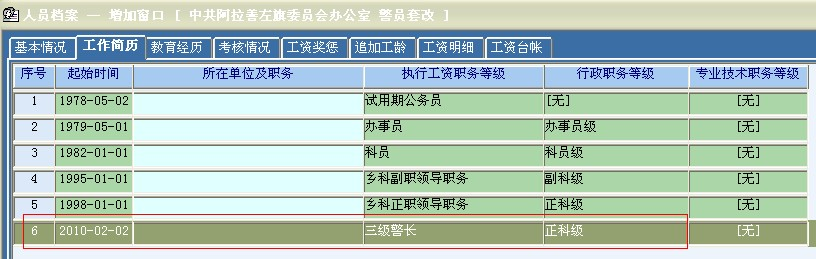 人员档案 — 增加窗口 [ 中共阿拉善左旗委员会办公室 警员套改 ]
基本情况 工作简历 教育经历 考核情况 工资奖惩 追加工龄 工资明细 工资台帐
序号 起始时间 所在单位及职务 执行工资职务等级 行政职务等级 专业技术职务等级
1 1978-05-02 试用期公务员 [无] [无]
2 1979-05-01 办事员 办事员级 [无]
3 1982-01-01 科员 科员级 [无]
4 1995-01-01 乡科副职领导职务 副科级 [无]
5 1998-01-01 乡科正职领导职务 正科级 [无]
6 2010-02-02 三级警长 正科级 [无]